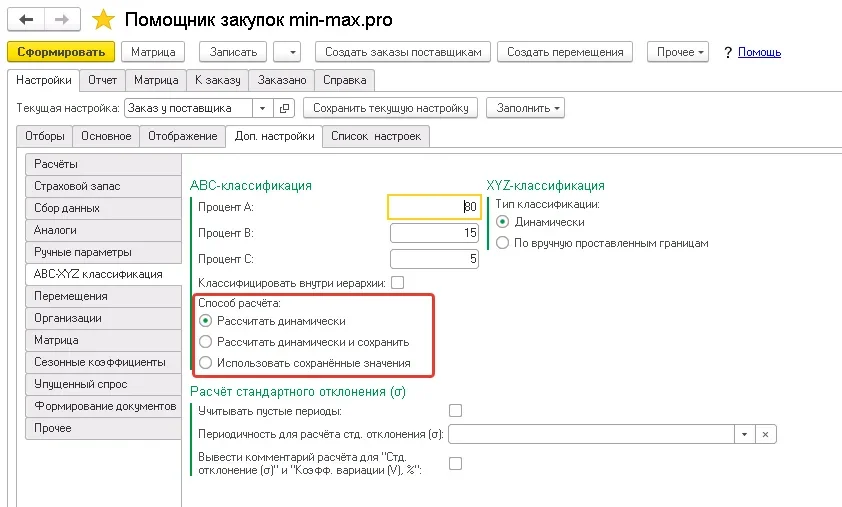 Помощник закупок min-max.pro
Сформировать Матрица Записать Создать заказы поставщикам Создать перемещения Прочее ? Помощь
Настройки Отчет Матрица К заказу Заказано Справка
Текущая настройка: Заказ у поставщика Сохранить текущую настройку Заполнить
Отборы Основное Отображение Доп. настройки Список настроек
Расчёты
Страховой запас
Сбор данных
Аналоги
Ручные параметры
ABC-XYZ классификация
Перемещения
Организации
Матрица
Сезонные коэффициенты
Упущенный спрос
Формирование документов
Прочее
ABC-классификация
Процент A: 80
Процент B: 15
Процент C: 5
Классифицировать внутри иерархии:
Способ расчёта:
Рассчитать динамически
Рассчитать динамически и сохранить
Использовать сохранённые значения
XYZ-классификация
Тип классификации:
Динамически
По вручную проставленным границам
Расчёт стандартного отклонения (σ)
Учитывать пустые периоды:
Периодичность для расчёта стд. отклонения (σ):
Вывести комментарий расчёта для "Стд.
отклонение (σ)" и "Коэфф. вариации (V), %":